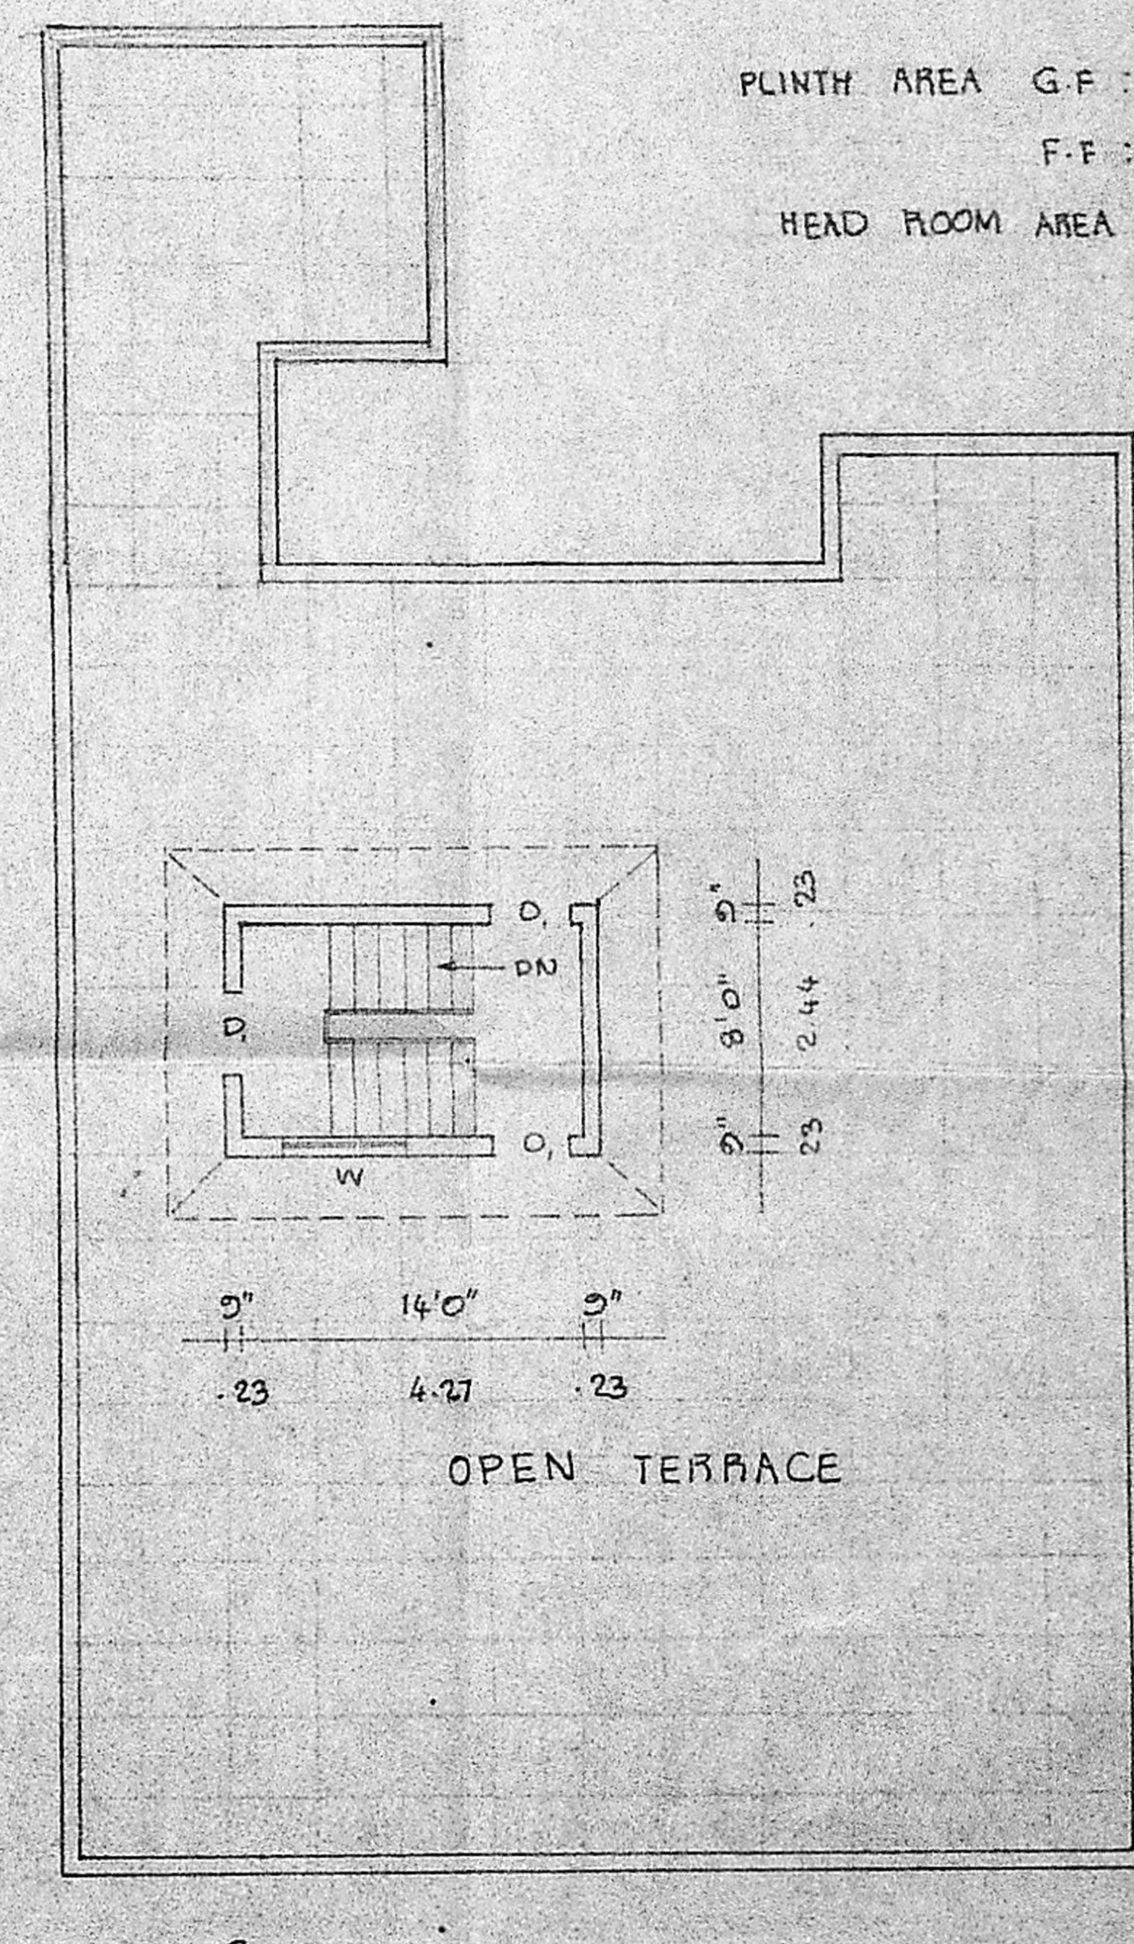 PLINTH AREA G.F :
F.F :
HEAD ROOM AREA
D,
DN
D,
D,
W
9" .23
8'0" 2.44
9" .23
9" 14'0" 9"
.23 4.27 .23
OPEN TERRACE